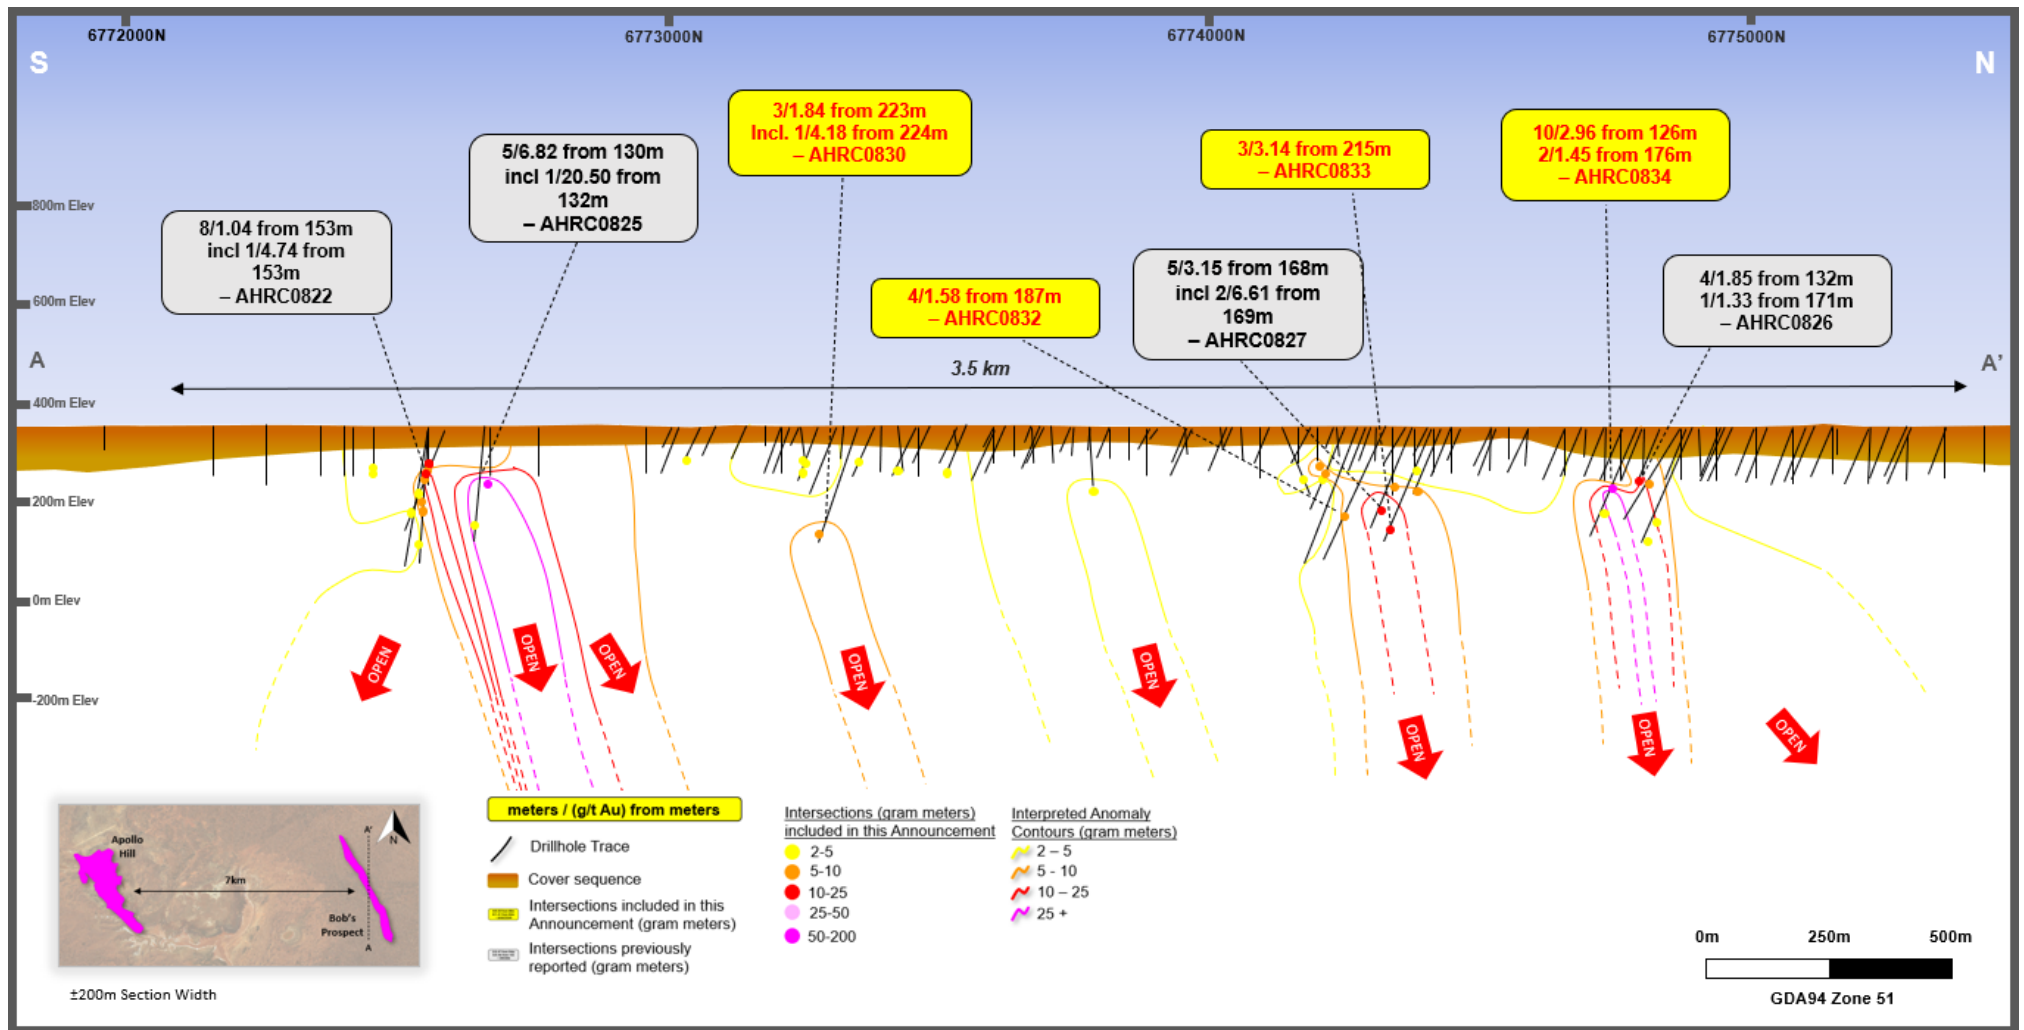 6772000N
6773000N
6774000N
6775000N
S
N
3/1.84 from 223m
Incl. 1/4.18 from 224m
– AHRC0830
10/2.96 from 126m
2/1.45 from 176m
– AHRC0834
5/6.82 from 130m
incl 1/20.50 from
132m
– AHRC0825
3/3.14 from 215m
– AHRC0833
800m Elev
8/1.04 from 153m
incl 1/4.74 from
153m
– AHRC0822
5/3.15 from 168m
incl 2/6.61 from
169m
– AHRC0827
4/1.85 from 132m
1/1.33 from 171m
– AHRC0826
4/1.58 from 187m
– AHRC0832
600m Elev
A
3.5 km
A’
400m Elev
200m Elev
0m Elev
-200m Elev
OPEN
OPEN
OPEN
OPEN
OPEN
OPEN
OPEN
OPEN
Apollo
Hill
7km
Bob's
Prospect
A'
A
N
±200m Section Width
meters / (g/t Au) from meters
Drillhole Trace
Cover sequence
Intersections included in this
Announcement (gram meters)
Intersections previously
reported (gram meters)
Intersections (gram meters)
included in this Announcement
2-5
5-10
10-25
25-50
50-200
Interpreted Anomaly
Contours (gram meters)
2 – 5
5 - 10
10 – 25
25 +
0m 250m 500m
GDA94 Zone 51